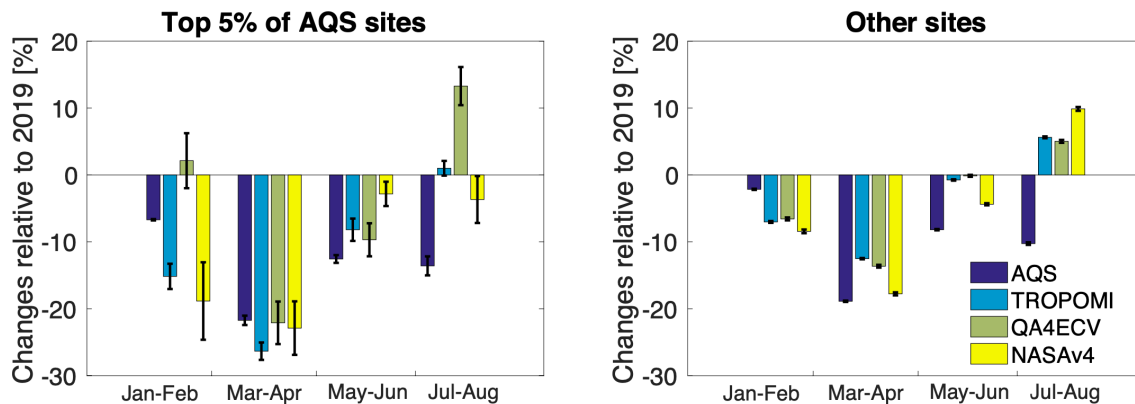 Top 5% of AQS sites
Changes relative to 2019 [%]
20
10
0
-10
-20
-30
Jan-Feb Mar-Apr May-Jun Jul-Aug
Other sites
Changes relative to 2019 [%]
20
10
0
-10
-20
-30
Jan-Feb Mar-Apr May-Jun Jul-Aug
AQS
TROPOMI
QA4ECV
NASAv4